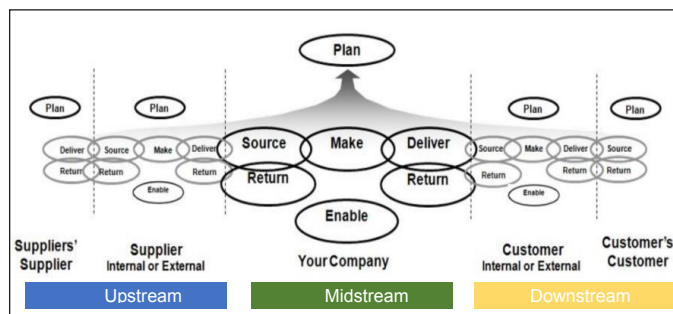 Plan
Plan Plan Plan Plan
Deliver Source Make Deliver Source Make Deliver Source Make Deliver Source
Return Return Return Return Return Return Return Return
Enable Enable Enable
Suppliers' Supplier Your Company Customer Customer's
Supplier Internal or External Internal or External Customer
Upstream Midstream Downstream